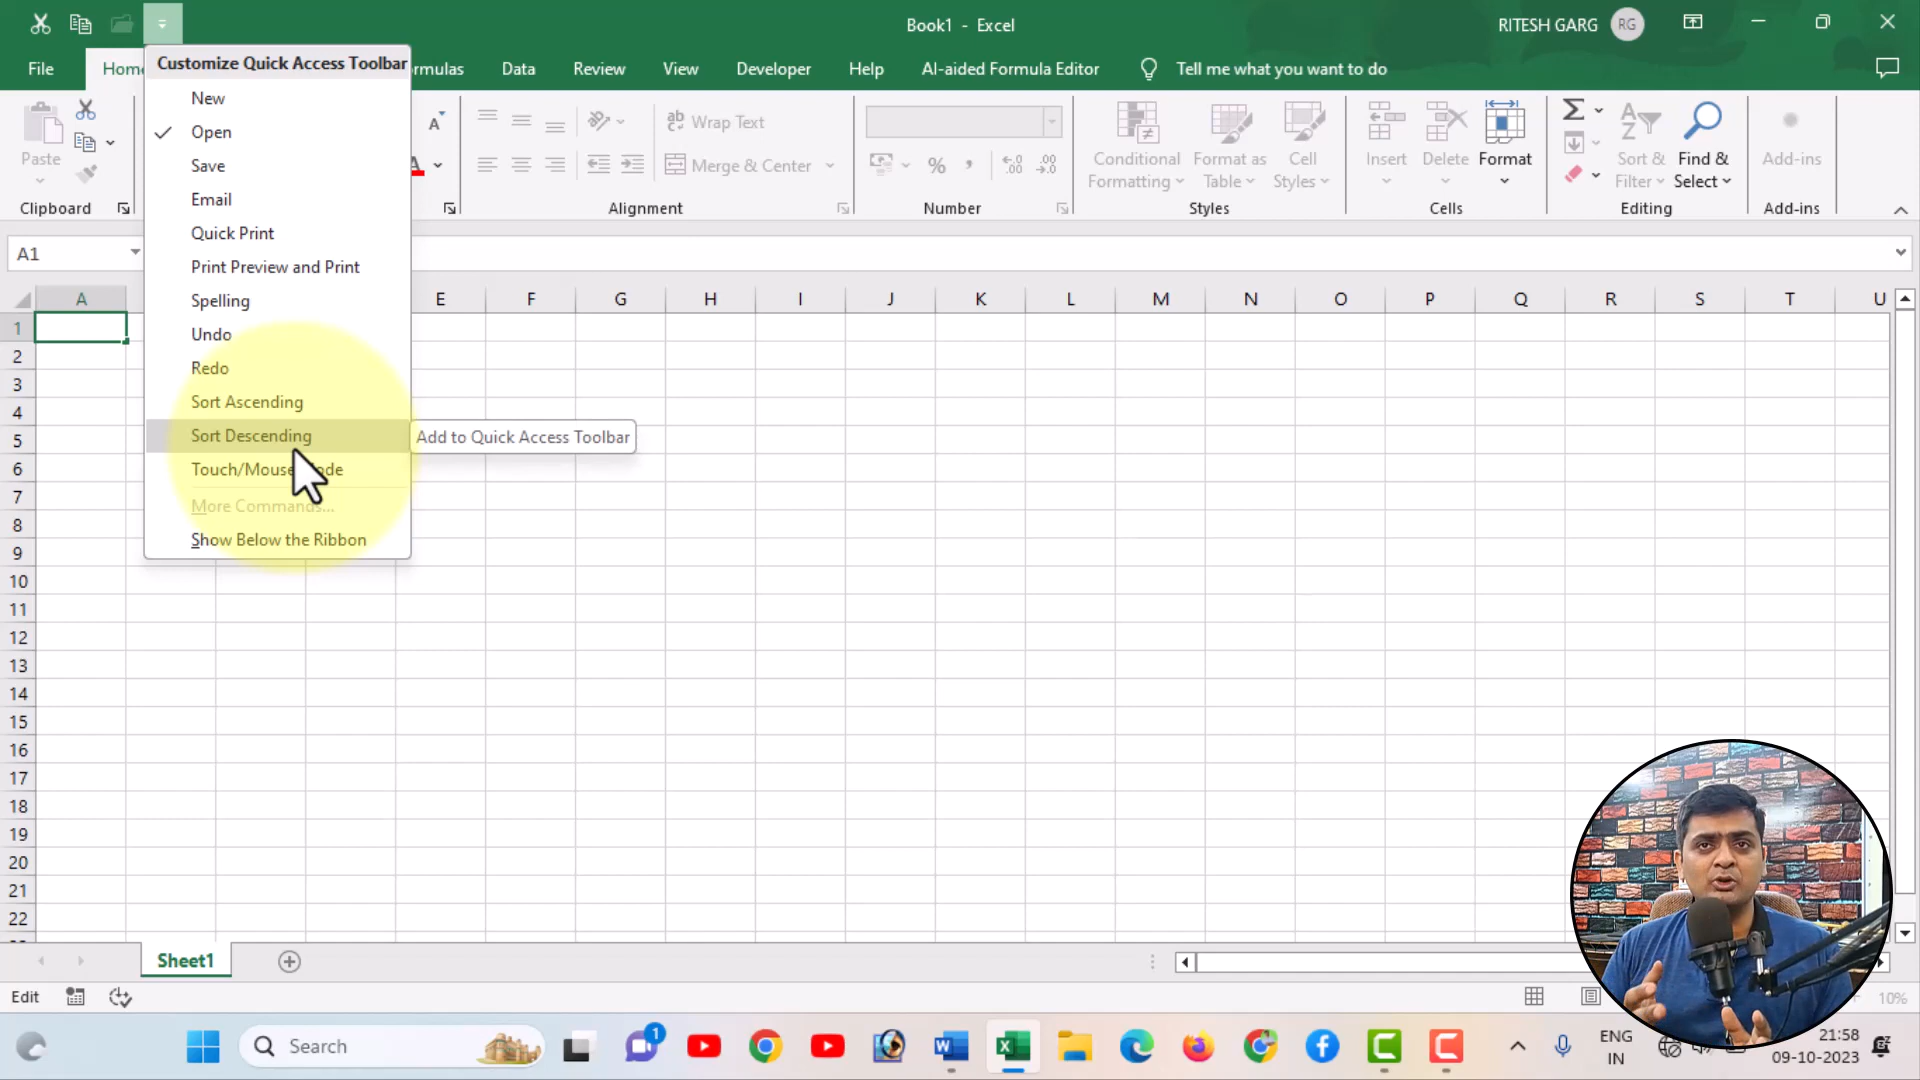 Book1 - Excel
RITESH GARG
RG
Customize Quick Access Toolbar
File
Home
rmulas
Data
Review
View
Developer
Help
AI-aided Formula Editor
Tell me what you want to do
New
Open
Save
Email
Quick Print
Print Preview and Print
Spelling
Undo
Redo
Sort Ascending
Sort Descending
Add to Quick Access Toolbar
Touch/Mouse ode
More Commands...
Show Below the Ribbon
Paste
Clipboard
A
A
ab Wrap Text
Merge & Center
Alignment
%
Number
Conditional
Formatting
Format as
Table
Cell
Styles
Styles
Insert
Delete
Format
Cells
Sort &
Filter
Find &
Select
Editing
Add-ins
Add-ins
A1
A E F G H I J K L M N O P Q R S T U
1
2
3
4
5
6
7
8
9
10
11
12
13
14
15
16
17
18
19
20
21
22
Sheet1
Edit
10%
Search
1
ENG
IN
21:58
09-10-2023